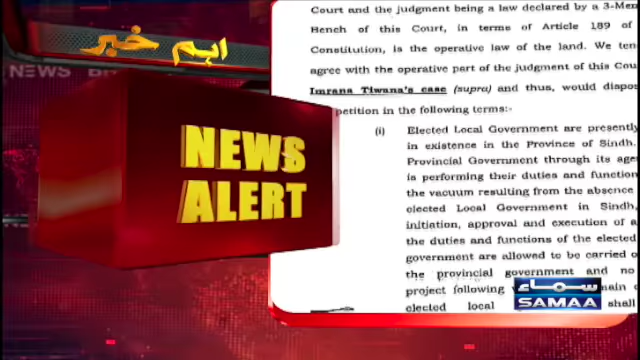 اہم خبر
NEWS
NEWS
ALERT
Court and the judgment being a law declared by a 3-Mem
Bench of this Court, in terms of Article 189 of
Constitution, is the operative law of the land. We ten
agree with the operative part of the judgment of this Cou
Imrana Tiwana's case (supra) and thus, would dispos
petition in the following terms:-
(i) Elected Local Government are presently
in existence in the Province of Sindh.
Provincial Government through its age
is performing their duties and function
the vacuum resulting from the absence
elected Local Government in Sindh,
initiation, approval and execution of a
the duties and functions of the elected
government are allowed to be carried o
the provincial government and no
project following
elected local shall
سماء
SAMAA